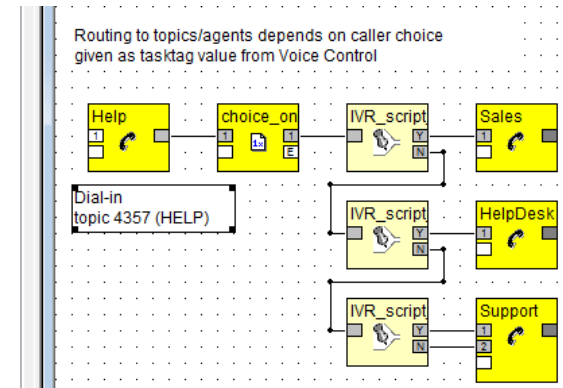 Routing to topics/agents depends on caller choice
given as tasktag value from Voice Control
Help
choice_on
IVR_script
Sales
1
1
1
Y
1
E
N
Dial-in
topic 4357 (HELP)
IVR_script
HelpDesk
Y
1
N
IVR_script
Support
Y
1
N
2